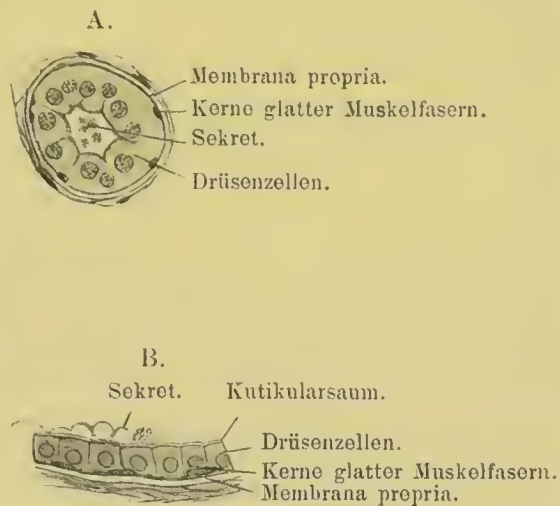 A.
Membrana propria.
Kerne glatter Muskelfasern.
Sekret.
Drüsenzellen.
B.
Sekret. Kutikularsaum.
Drüsenzellen.
Kerne glatter Muskelfasern.
Membrana propria.